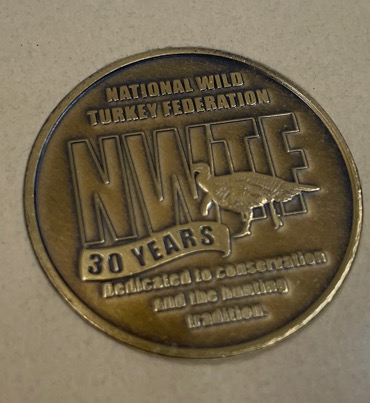 NATIONAL WILD
TURKEY FEDERATION
NWTF
30 YEARS
Dedicated to conservation
and the hunting
tradition.